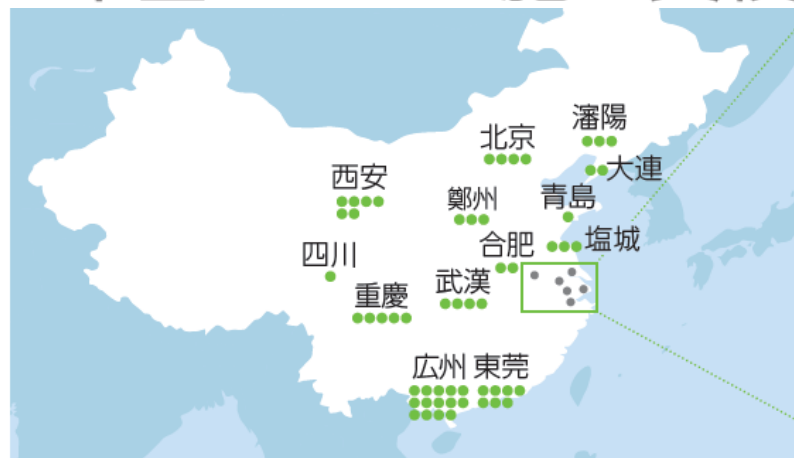 瀋陽
北京
大連
西安
鄭州
青島
塩城
合肥
四川
武漢
重慶
広州
東莞